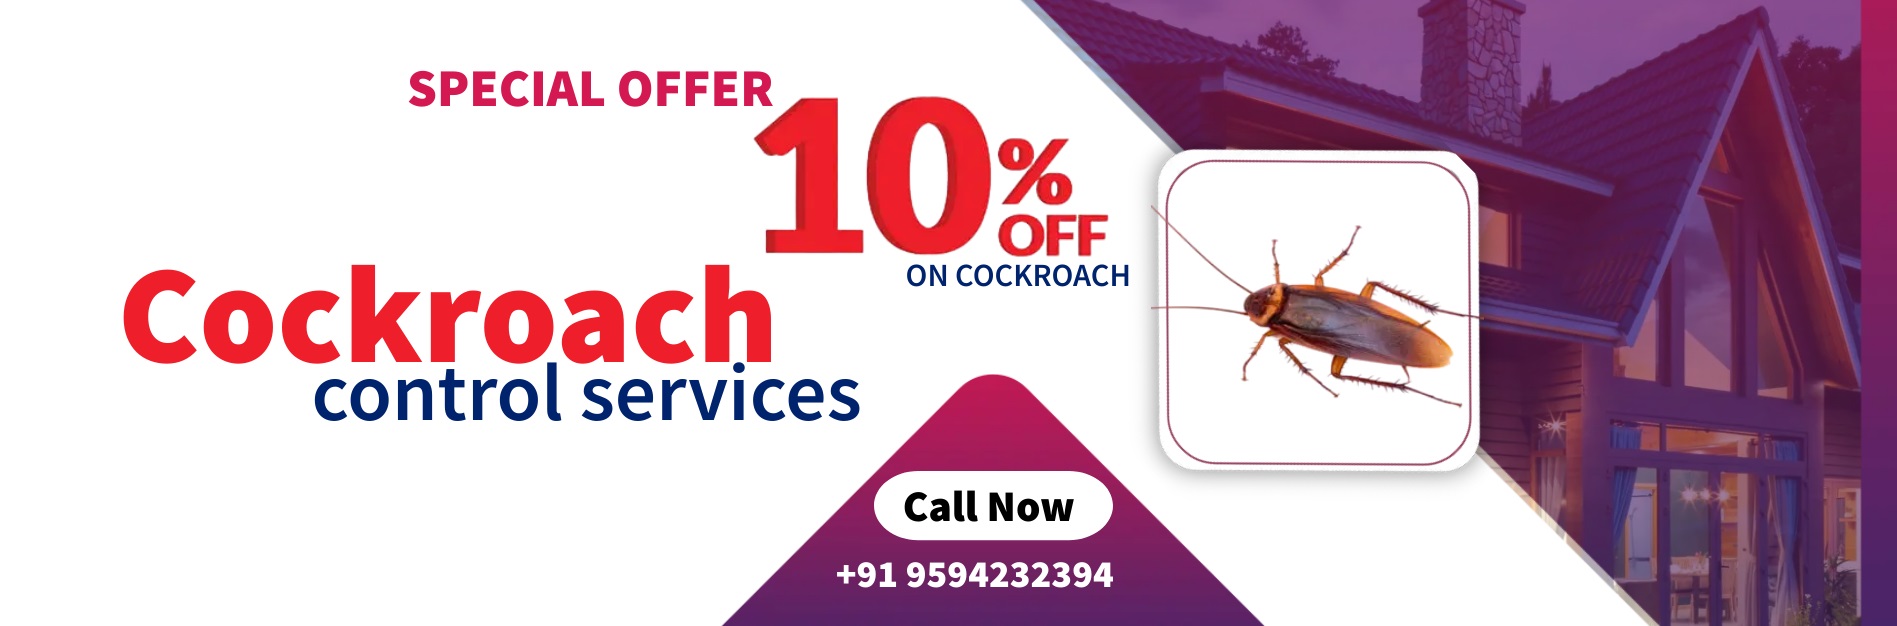 SPECIAL OFFER
10%
OFF
ON COCKROACH
Cockroach
control services
Call Now
+91 9594232394